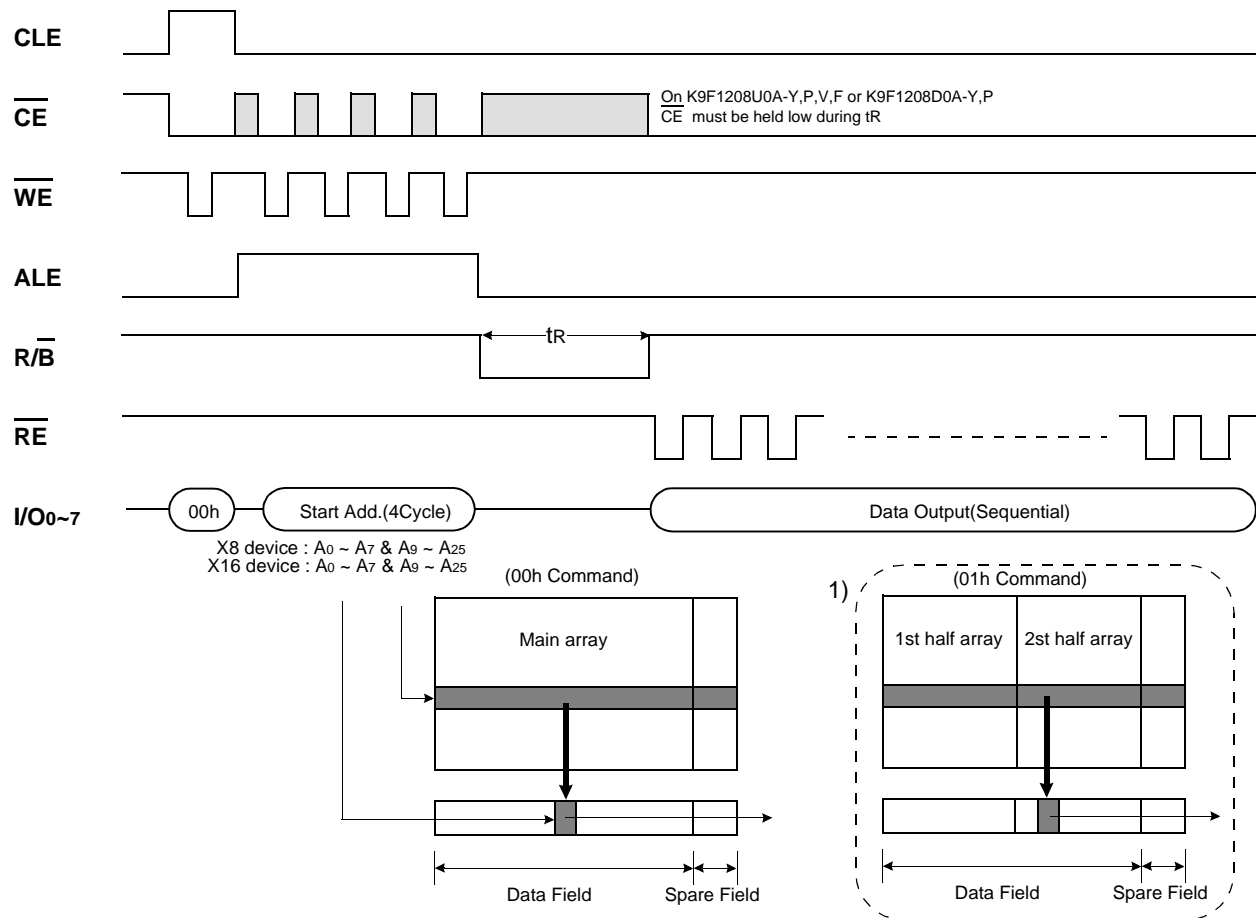 CLE
CE
On K9F1208U0A-Y,P,V,F or K9F1208D0A-Y,P
CE must be held low during tR
WE
ALE
R/B
tR
RE
I/O0~7
00h
Start Add.(4Cycle)
Data Output(Sequential)
X8 device : A0 ~ A7 & A9 ~ A25
X16 device : A0 ~ A7 & A9 ~ A25
(00h Command)
Main array
Data Field
Spare Field
1)
(01h Command)
1st half array
2st half array
Data Field
Spare Field